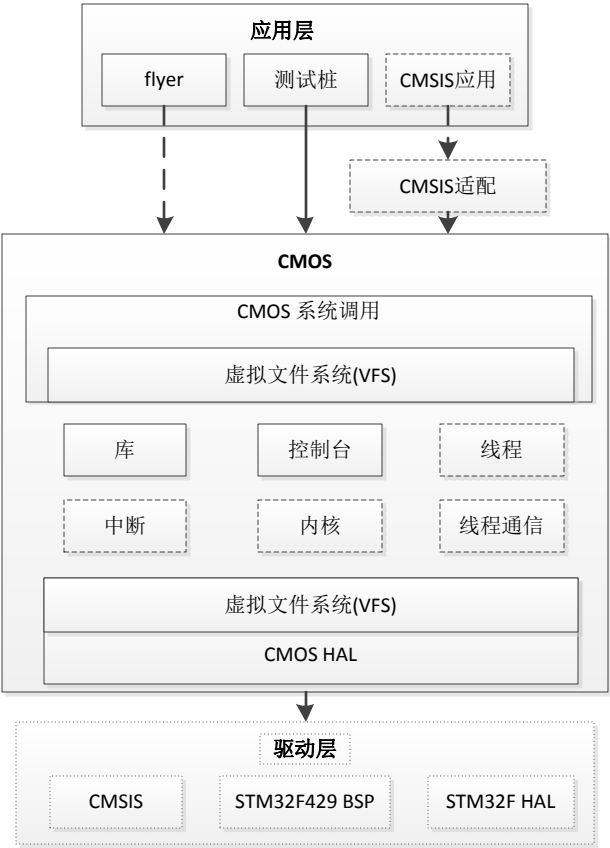 应用层
flyer
测试桩
CMSIS应用
CMSIS适配
CMOS
CMOS 系统调用
虚拟文件系统(VFS)
库
控制台
线程
中断
内核
线程通信
虚拟文件系统(VFS)
CMOS HAL
驱动层
CMSIS
STM32F429 BSP
STM32F HAL